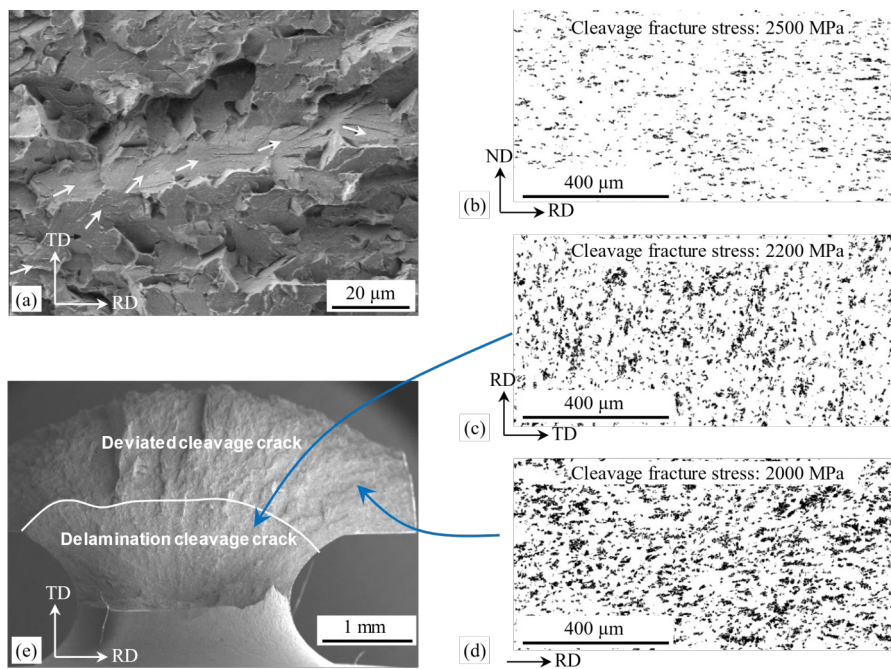 TD
RD
(a)
20 µm
Cleavage fracture stress: 2500 MPa
ND
400 µm
(b)
RD
Cleavage fracture stress: 2200 MPa
RD
400 µm
(c)
TD
Deviated cleavage crack
Delamination cleavage crack
TD
(e)
RD
1 mm
Cleavage fracture stress: 2000 MPa
400 µm
(d)
RD